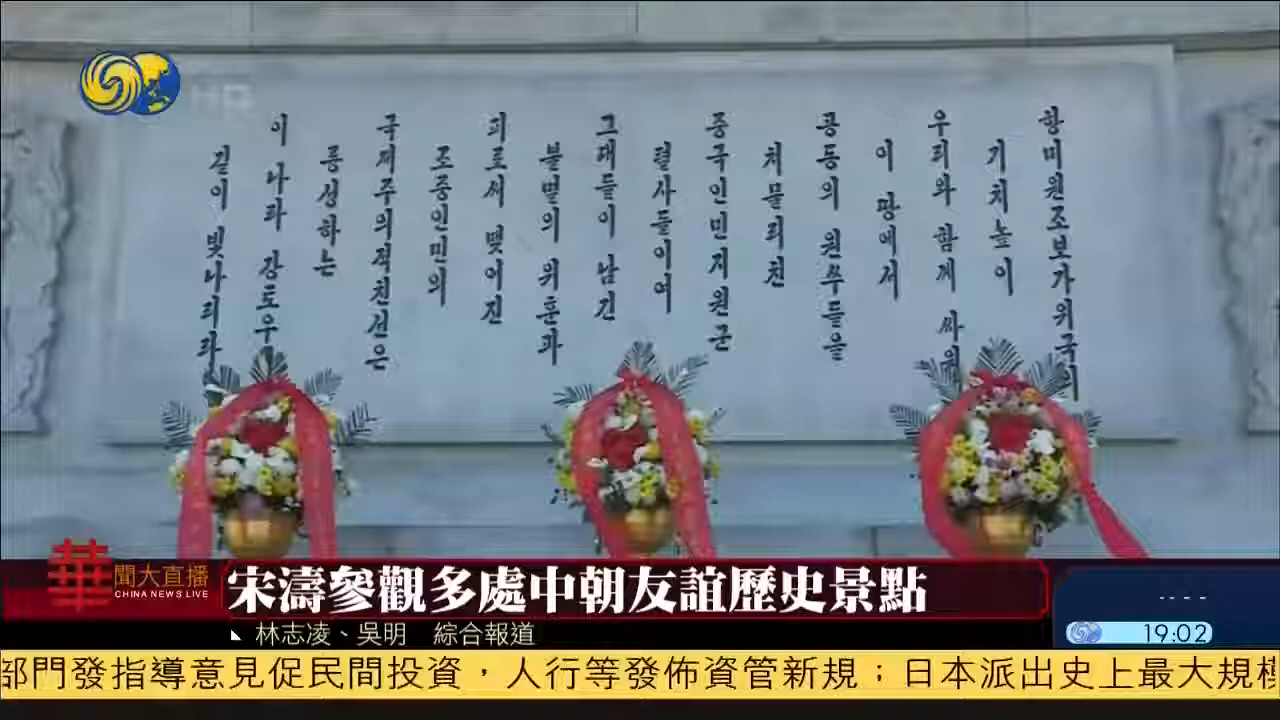 항미원조보가위국의
기치높이
우리와 함께 싸워
이 땅에서
공동의 원쑤들을
처물리친
중국인민지원군
렬사들이여
그대들이 남긴
불멸의 위훈과
피로써 맺어진
조중인민의
국제주의적친선은
륭성하는
이 나라 강토우
길이 빛나리라
華聞大直播
CHINA NEWS LIVE
宋濤參觀多處中朝友誼歷史景點
林志凌、吳明 綜合報道
--:--
19:02
部門發指導意見促民間投資，人行等發佈資管新規；日本派出史上最大規模